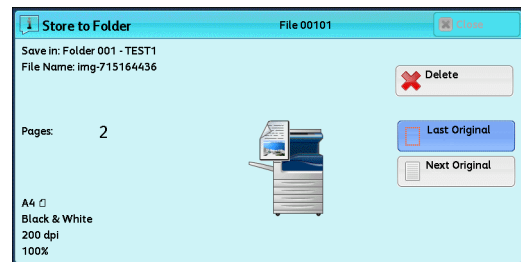 Store to Folder
File 00101
Close
Save in: Folder 001 - TEST1
File Name: img-715164436
Delete
Pages: 2
Last Original
Next Original
A4
Black & White
200 dpi
100%